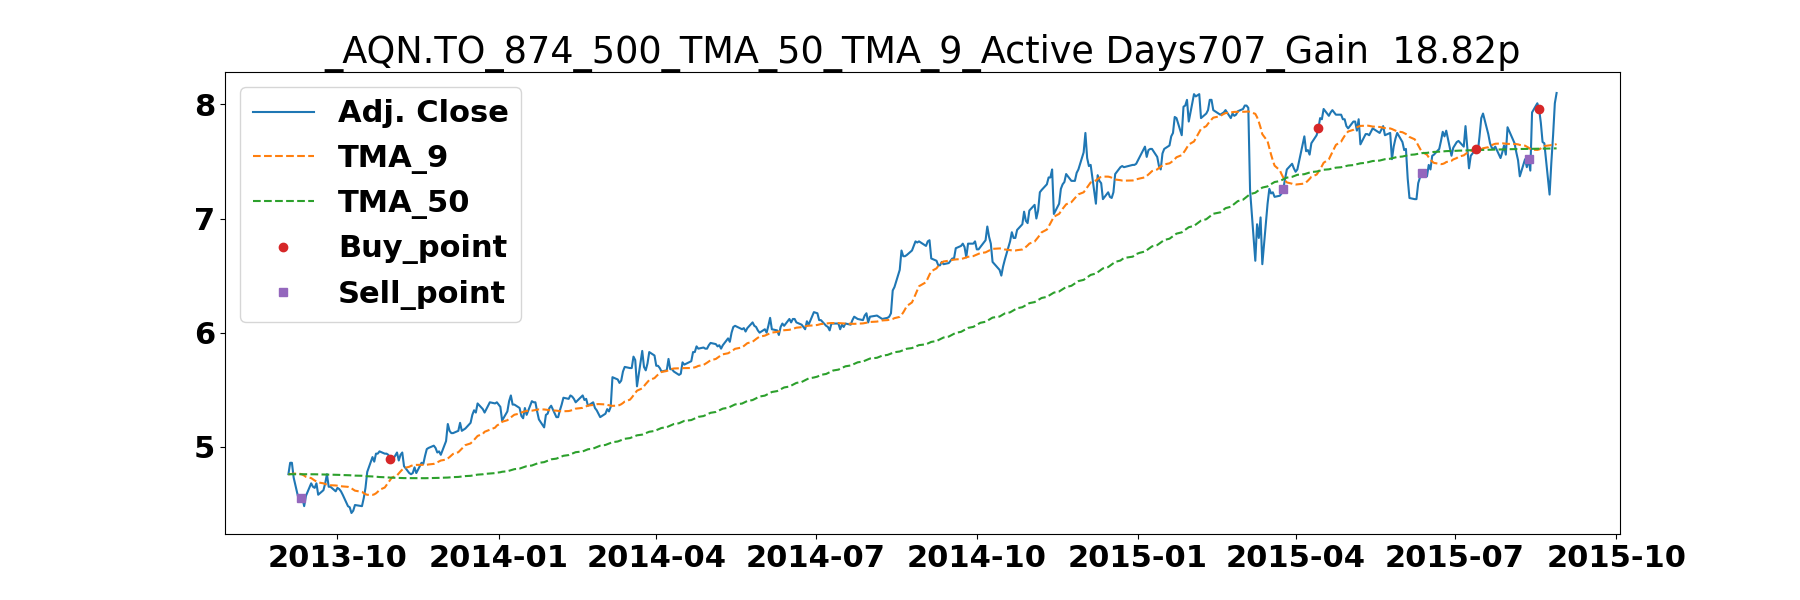 _AQN.TO_874_500_TMA_50_TMA_9_Active Days707_Gain  18.82p
Adj. Close
TMA_9
TMA_50
Buy_point
Sell_point
8
7
6
5
2013-10 2014-01 2014-04 2014-07 2014-10 2015-01 2015-04 2015-07 2015-10